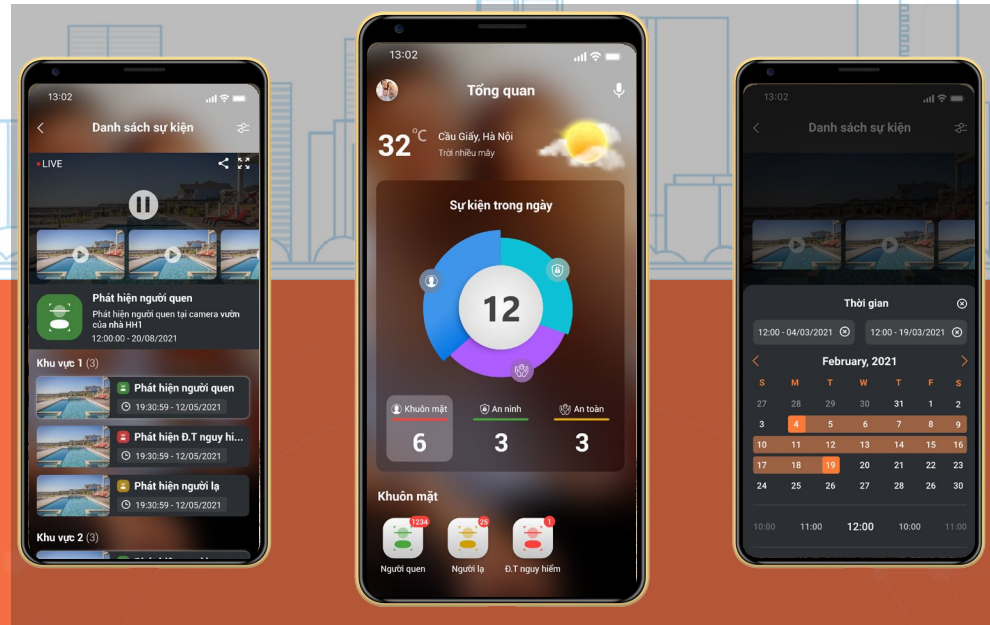 13:02
Danh sách sự kiện
LIVE
Phát hiện người quen
Phát hiện người quen tại camera vườn
của nhà HH1
12:00:00 - 20/08/2021
Khu vực 1 (3)
Phát hiện người quen
19:30:59 - 12/05/2021
Phát hiện Đ.T nguy hi...
19:30:59 - 12/05/2021
Phát hiện người lạ
19:30:59 - 12/05/2021
Khu vực 2 (3)
13:02
Tổng quan
32°C
Cầu Giấy, Hà Nội
Trời nhiều mây
Sự kiện trong ngày
12
Khuôn mặt
An ninh
An toàn
6
3
3
Khuôn mặt
1234
25
1
Người quen
Người lạ
Đ.T nguy hiểm
13:02
Danh sách sự kiện
Thời gian
12:00 - 04/03/2021
12:00 - 19/03/2021
February, 2021
S M T W T F S
27 28 29 30 31 1 2
3 4 5 6 7 8 9
10 11 12 13 14 15 16
17 18 19 20 21 22 23
24 25 26 27 28 26 30
10:00 11:00 12:00 10:00 11:00